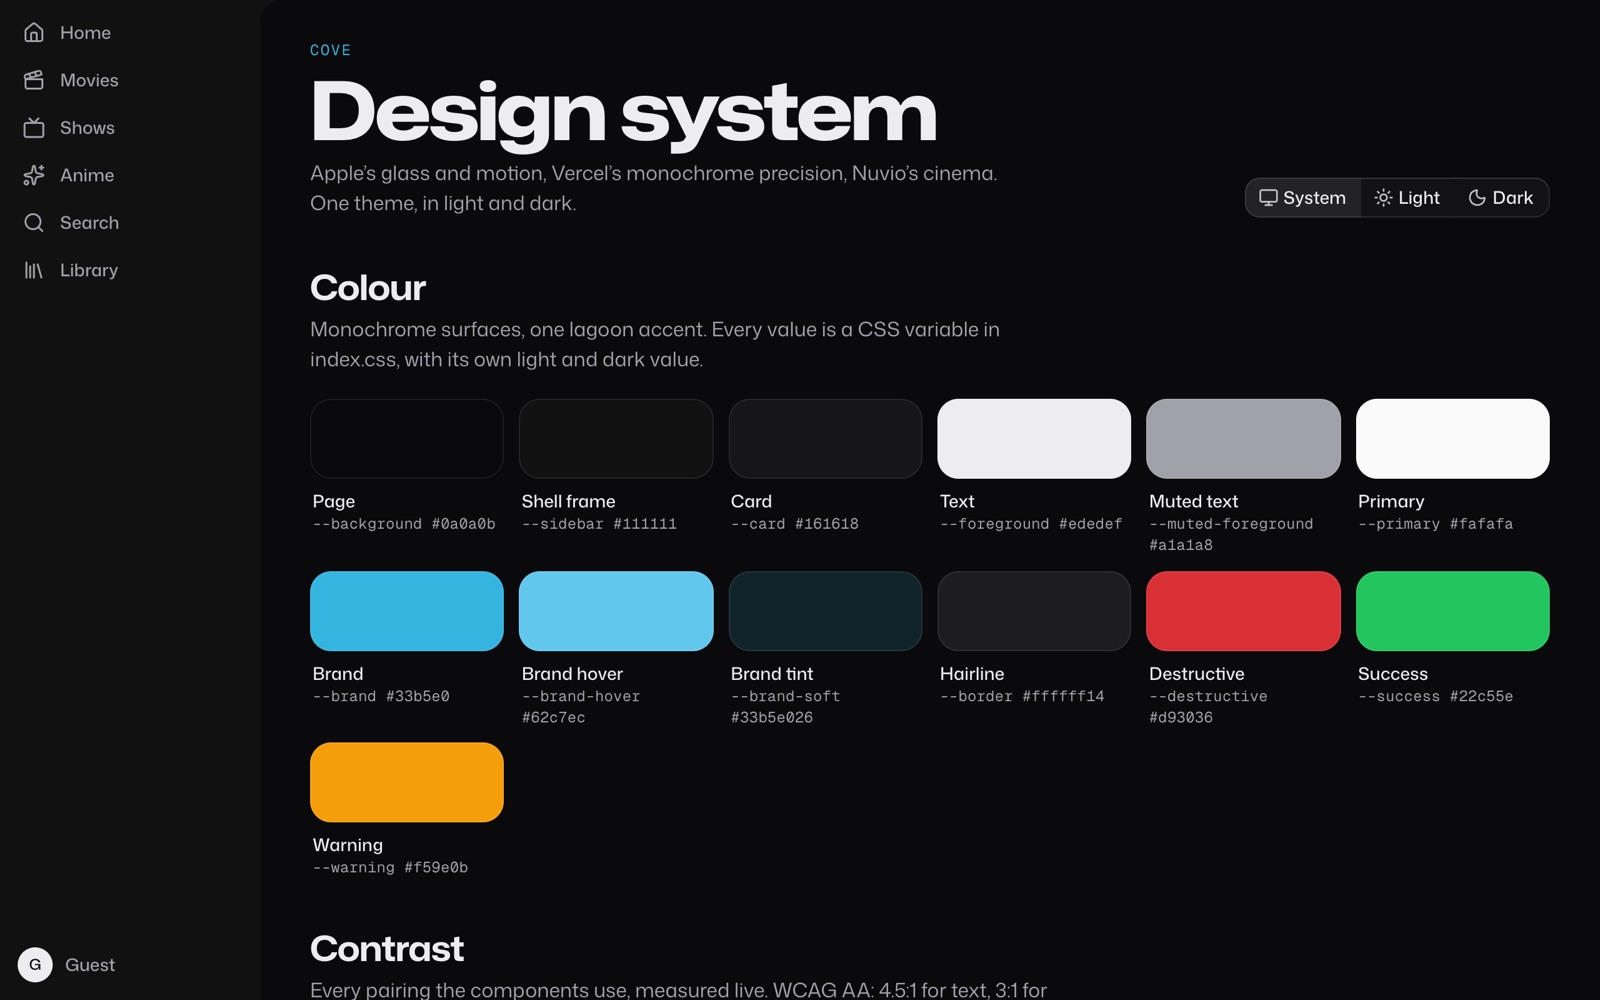 Home
Movies
Shows
Anime
Search
Library
G Guest
COVE
Design system
Apple’s glass and motion, Vercel’s monochrome precision, Nuvio’s cinema.
One theme, in light and dark.
System Light Dark
Colour
Monochrome surfaces, one lagoon accent. Every value is a CSS variable in
index.css, with its own light and dark value.
Page
--background #0a0a0b
Shell frame
--sidebar #111111
Card
--card #161618
Text
--foreground #ededef
Muted text
--muted-foreground
#a1a1a8
Primary
--primary #fafafa
Brand
--brand #33b5e0
Brand hover
--brand-hover
#62c7ec
Brand tint
--brand-soft
#33b5e026
Hairline
--border #ffffff14
Destructive
--destructive
#d93036
Success
--success #22c55e
Warning
--warning #f59e0b
Contrast
Every pairing the components use, measured live. WCAG AA: 4.5:1 for text, 3:1 for